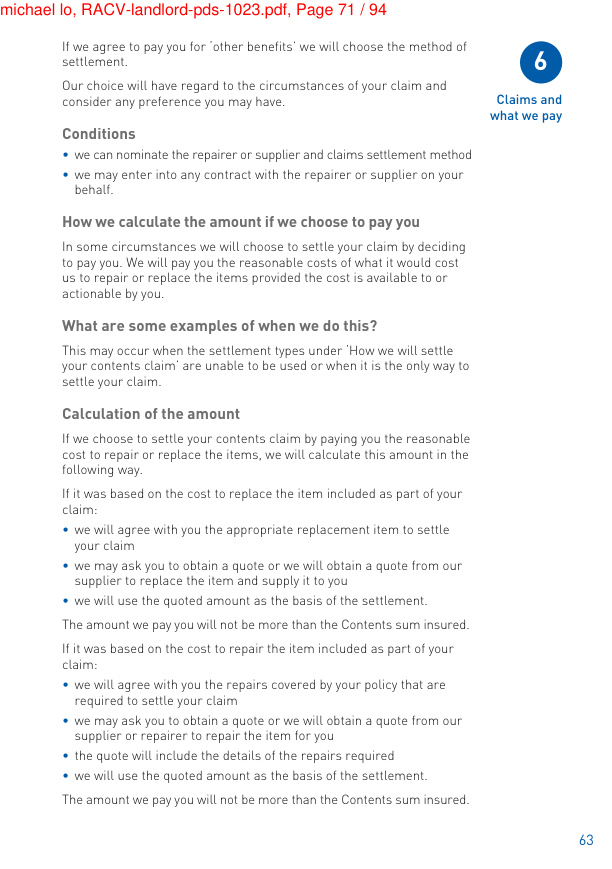 michael lo, RACV-landlord-pds-1023.pdf, Page 71 / 94
If we agree to pay you for 'other benefits' we will choose the method of
settlement.
Our choice will have regard to the circumstances of your claim and
consider any preference you may have.
6
Claims and
what we pay
Conditions
• we can nominate the repairer or supplier and claims settlement method
• we may enter into any contract with the repairer or supplier on your
behalf.
How we calculate the amount if we choose to pay you
In some circumstances we will choose to settle your claim by deciding
to pay you. We will pay you the reasonable costs of what it would cost
us to repair or replace the items provided the cost is available to or
actionable by you.
What are some examples of when we do this?
This may occur when the settlement types under 'How we will settle
your contents claim' are unable to be used or when it is the only way to
settle your claim.
Calculation of the amount
If we choose to settle your contents claim by paying you the reasonable
cost to repair or replace the items, we will calculate this amount in the
following way.
If it was based on the cost to replace the item included as part of your
claim:
• we will agree with you the appropriate replacement item to settle
your claim
• we may ask you to obtain a quote or we will obtain a quote from our
supplier to replace the item and supply it to you
• we will use the quoted amount as the basis of the settlement.
The amount we pay you will not be more than the Contents sum insured.
If it was based on the cost to repair the item included as part of your
claim:
• we will agree with you the repairs covered by your policy that are
required to settle your claim
• we may ask you to obtain a quote or we will obtain a quote from our
supplier or repairer to repair the item for you
• the quote will include the details of the repairs required
• we will use the quoted amount as the basis of the settlement.
The amount we pay you will not be more than the Contents sum insured.
63